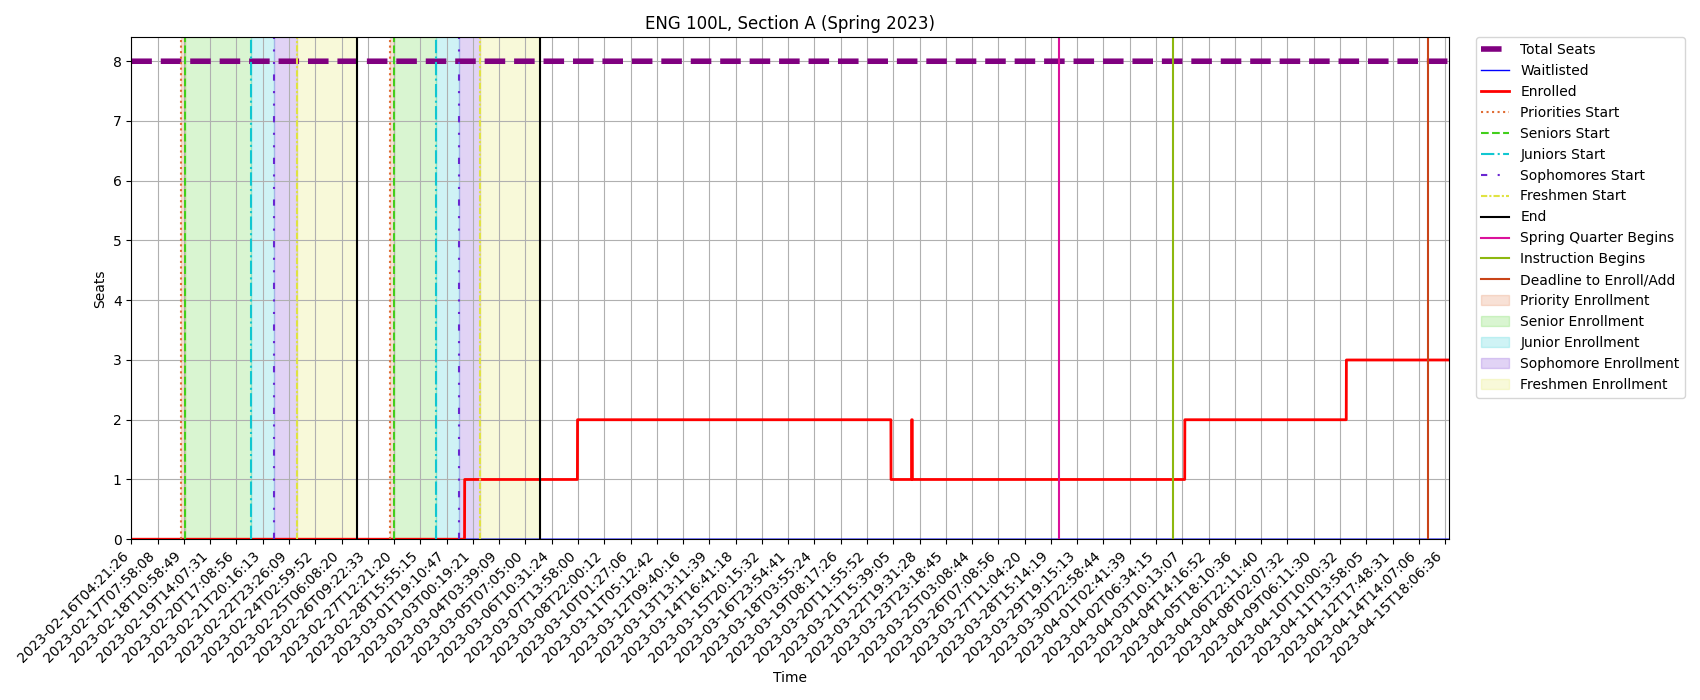 ENG 100L, Section A (Spring 2023)
Seats
8
7
6
5
4
3
2
1
0
2023-02-16T04:21:26
2023-02-17T07:58:08
2023-02-18T10:58:49
2023-02-19T14:07:31
2023-02-20T17:08:56
2023-02-21T20:16:13
2023-02-22T23:26:09
2023-02-24T02:59:52
2023-02-25T06:08:20
2023-02-26T09:22:33
2023-02-27T12:21:20
2023-02-28T15:55:15
2023-03-01T19:10:47
2023-03-03T00:19:21
2023-03-04T03:39:05
2023-03-05T07:05:00
2023-03-06T10:31:24
2023-03-07T13:58:00
2023-03-08T22:00:12
2023-03-10T01:27:06
2023-03-11T05:12:42
2023-03-12T09:40:16
2023-03-13T13:11:39
2023-03-14T16:41:18
2023-03-15T20:15:32
2023-03-16T23:54:41
2023-03-18T03:55:24
2023-03-19T08:17:26
2023-03-20T11:55:52
2023-03-21T15:39:05
2023-03-22T19:31:28
2023-03-23T23:18:45
2023-03-25T03:08:44
2023-03-26T07:08:56
2023-03-27T11:04:20
2023-03-28T15:14:19
2023-03-29T19:15:13
2023-03-30T22:58:44
2023-04-01T02:41:39
2023-04-02T06:34:15
2023-04-03T10:13:07
2023-04-04T14:16:52
2023-04-05T18:10:36
2023-04-06T22:11:40
2023-04-08T02:07:32
2023-04-09T06:11:30
2023-04-10T10:00:32
2023-04-11T13:58:05
2023-04-12T17:48:31
2023-04-14T14:07:06
2023-04-15T18:06:36
Time
Total Seats
Waitlisted
Enrolled
Priorities Start
Seniors Start
Juniors Start
Sophomores Start
Freshmen Start
End
Spring Quarter Begins
Instruction Begins
Deadline to Enroll/Add
Priority Enrollment
Senior Enrollment
Junior Enrollment
Sophomore Enrollment
Freshmen Enrollment